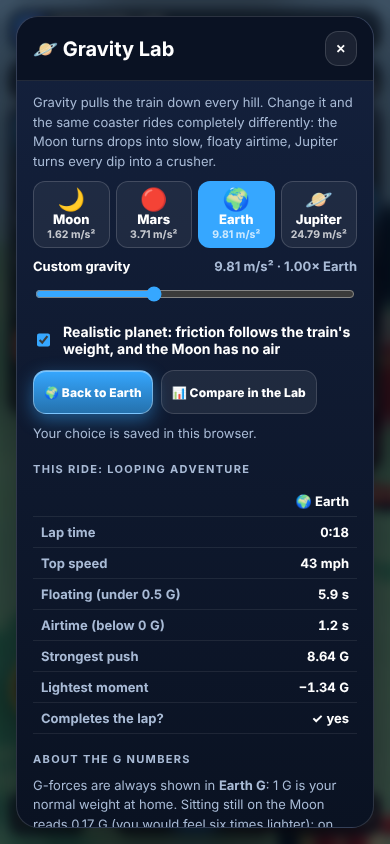 🪐 Gravity Lab
×
Gravity pulls the train down every hill. Change it and
the same coaster rides completely differently: the
Moon turns drops into slow, floaty airtime, Jupiter
turns every dip into a crusher.
🌙 🔴 🌍 🪐
Moon Mars Earth Jupiter
1.62 m/s² 3.71 m/s² 9.81 m/s² 24.79 m/s²
Custom gravity 9.81 m/s² · 1.00× Earth
Realistic planet: friction follows the train's
weight, and the Moon has no air
🌍 Back to Earth 📊 Compare in the Lab
Your choice is saved in this browser.
THIS RIDE: LOOPING ADVENTURE
🌍 Earth
Lap time 0:18
Top speed 43 mph
Floating (under 0.5 G) 5.9 s
Airtime (below 0 G) 1.2 s
Strongest push 8.64 G
Lightest moment −1.34 G
Completes the lap? ✓ yes
ABOUT THE G NUMBERS
G-forces are always shown in Earth G: 1 G is your
normal weight at home. Sitting still on the Moon
reads 0.17 G (you would feel six times lighter); on